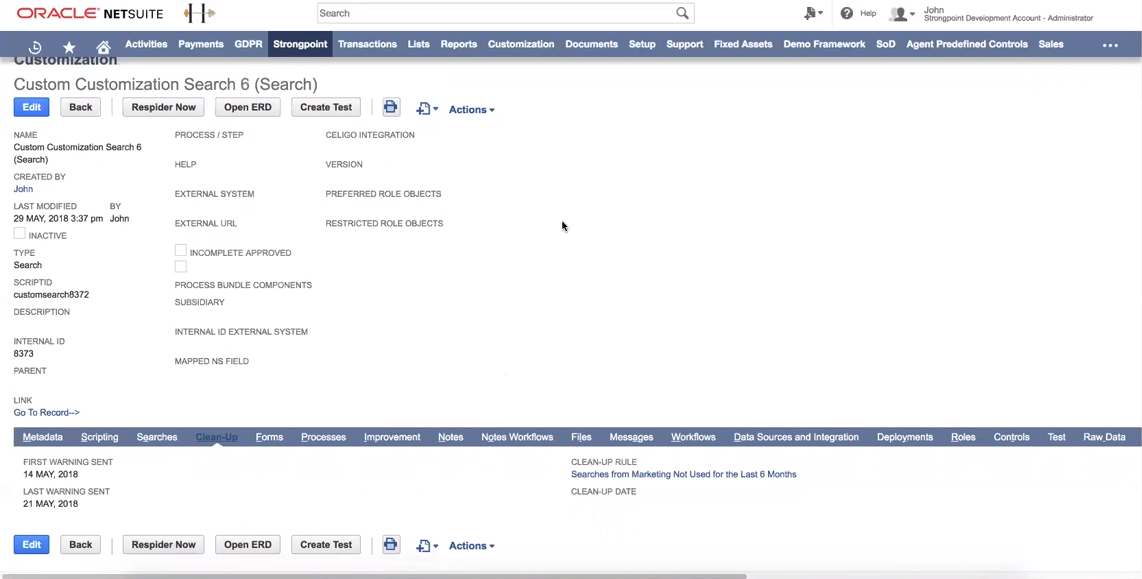 ORACLE NETSUITE
Search
Help
John
Strongpoint Development Account - Administrator
Activities Payments GDPR Strongpoint Transactions Lists Reports Customization Documents Setup Support Fixed Assets Demo Framework SoD Agent Predefined Controls Sales
Customization
Custom Customization Search 6 (Search)
Edit Back Respider Now Open ERD Create Test Actions
NAME
Custom Customization Search 6
(Search)
CREATED BY
John
LAST MODIFIED BY
29 MAY, 2018 3:37 pm John
INACTIVE
TYPE
Search
SCRIPTID
customsearch8372
DESCRIPTION
INTERNAL ID
8373
PARENT
LINK
Go To Record-->
PROCESS / STEP
HELP
EXTERNAL SYSTEM
EXTERNAL URL
INCOMPLETE APPROVED
PROCESS BUNDLE COMPONENTS
SUBSIDIARY
INTERNAL ID EXTERNAL SYSTEM
MAPPED NS FIELD
CELIGO INTEGRATION
VERSION
PREFERRED ROLE OBJECTS
RESTRICTED ROLE OBJECTS
Metadata Scripting Searches Clean-Up Forms Processes Improvement Notes Notes Workflows Files Messages Workflows Data Sources and Integration Deployments Roles Controls Test Raw_Data
FIRST WARNING SENT
14 MAY, 2018
LAST WARNING SENT
21 MAY, 2018
CLEAN-UP RULE
Searches from Marketing Not Used for the Last 6 Months
CLEAN-UP DATE
Edit Back Respider Now Open ERD Create Test Actions